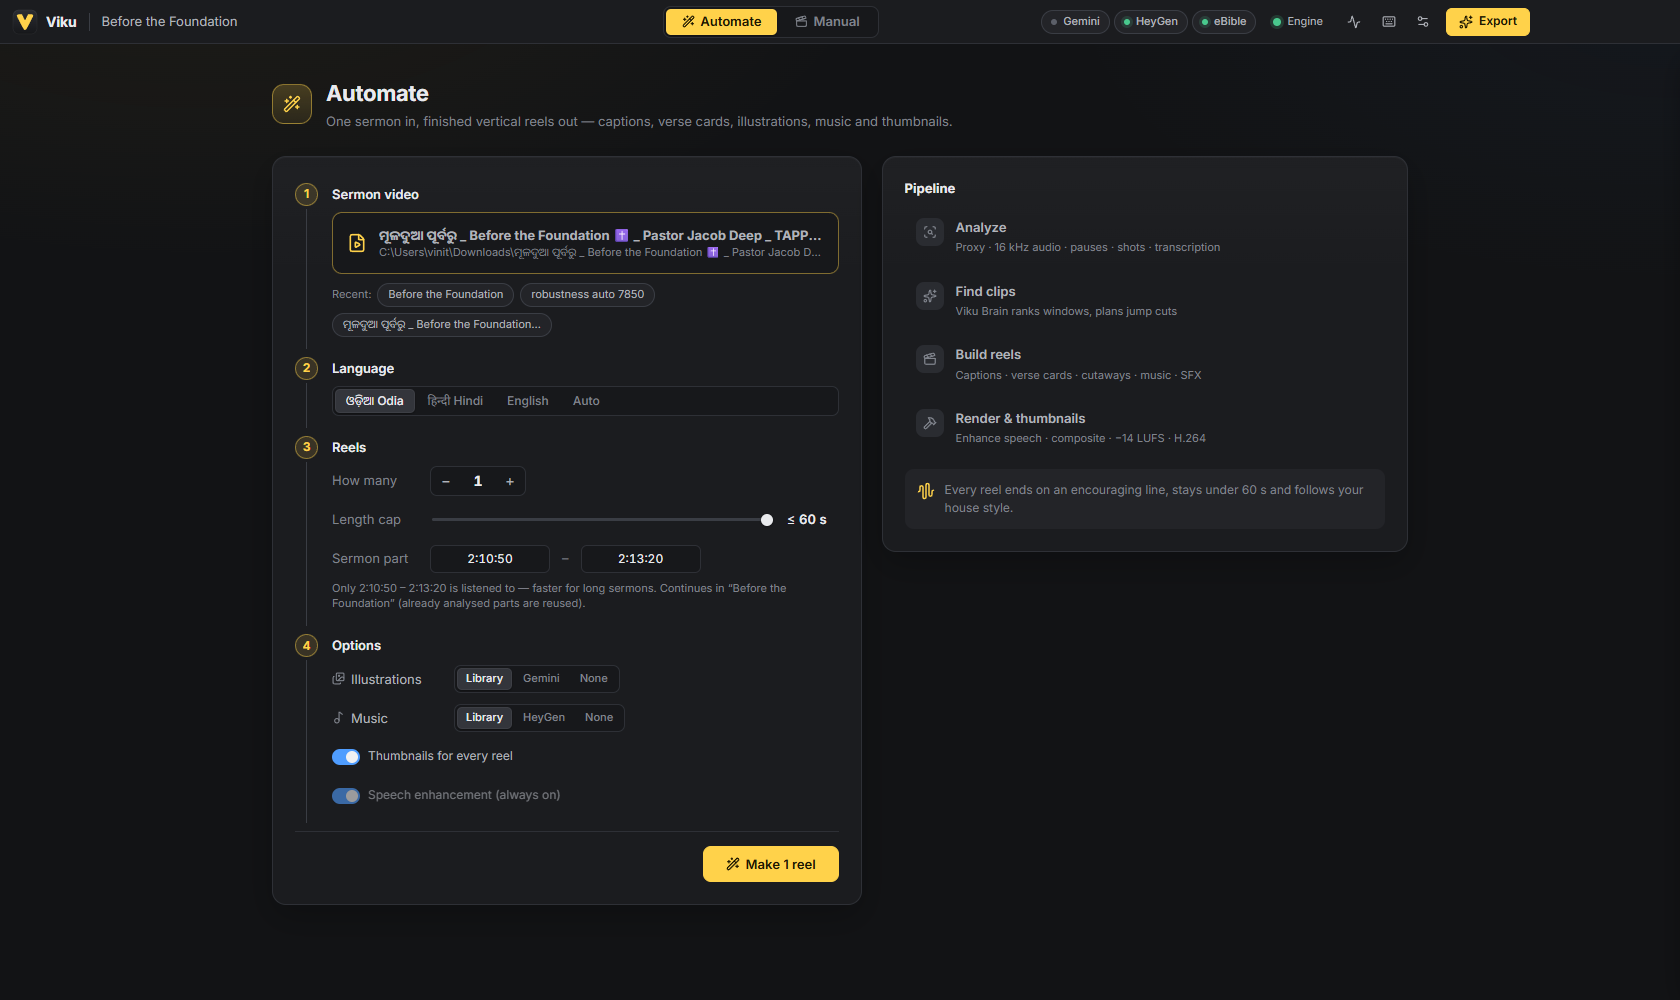 Viku
Before the Foundation
Automate
Manual
Gemini
HeyGen
eBible
Engine
Export
Automate
One sermon in, finished vertical reels out — captions, verse cards, illustrations, music and thumbnails.
1
Sermon video
ମୂଳଦୁଆ ପୂର୍ବରୁ _ Before the Foundation ✝️ _ Pastor Jacob Deep _ TAPP...
C:\Users\vinit\Downloads\ମୂଳଦୁଆ ପୂର୍ବରୁ _ Before the Foundation ✝️ _ Pastor Jacob D...
Recent:
Before the Foundation
robustness auto 7850
ମୂଳଦୁଆ ପୂର୍ବରୁ _ Before the Foundation...
2
Language
ଓଡ଼ିଆ Odia
हिन्दी Hindi
English
Auto
3
Reels
How many
− 1 +
Length cap
≤ 60 s
Sermon part
2:10:50 – 2:13:20
Only 2:10:50 – 2:13:20 is listened to — faster for long sermons. Continues in “Before the
Foundation” (already analysed parts are reused).
4
Options
Illustrations
Library
Gemini
None
Music
Library
HeyGen
None
Thumbnails for every reel
Speech enhancement (always on)
Make 1 reel
Pipeline
Analyze
Proxy · 16 kHz audio · pauses · shots · transcription
Find clips
Viku Brain ranks windows, plans jump cuts
Build reels
Captions · verse cards · cutaways · music · SFX
Render & thumbnails
Enhance speech · composite · −14 LUFS · H.264
Every reel ends on an encouraging line, stays under 60 s and follows your
house style.